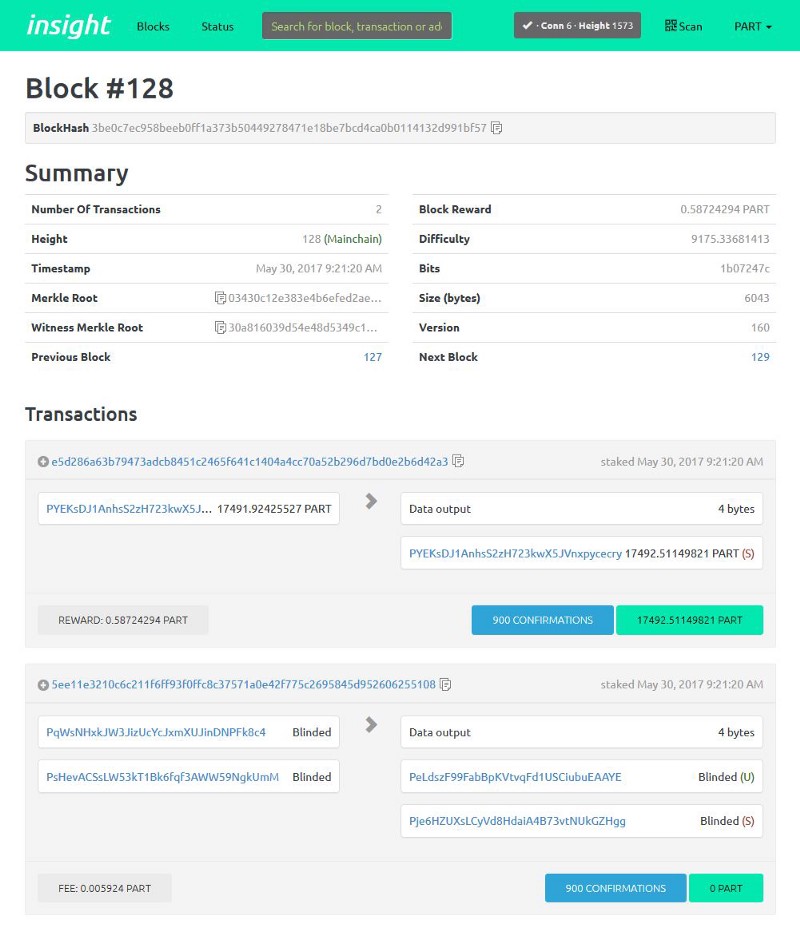 insight Blocks Status Search for block, transaction or ad · Conn 6 · Height 1573 Scan PART
Block #128
BlockHash 3be0c7ec958beeb0ff1a373b50449278471e18be7bcd4ca0b0114132d991bf57
Summary
Number Of Transactions 2 Block Reward 0.58724294 PART
Height 128 (Mainchain) Difficulty 9175.33681413
Timestamp May 30, 2017 9:21:20 AM Bits 1b07247c
Merkle Root 03430c12e383e4b6efed2ae... Size (bytes) 6043
Witness Merkle Root 30a816039d54e48d5349c1... Version 160
Previous Block 127 Next Block 129
Transactions
e5d286a63b79473adcb8451c2465f641c1404a4cc70a52b296d7bd0e2b6d42a3 staked May 30, 2017 9:21:20 AM
PYEKsDJ1AnhsS2zH723kwX5J... 17491.92425527 PART Data output 4 bytes
PYEKsDJ1AnhsS2zH723kwX5JVnxpycecry 17492.51149821 PART (S)
REWARD: 0.58724294 PART 900 CONFIRMATIONS 17492.51149821 PART
5ee11e3210c6c211f6ff93f0ffc8c37571a0e42f775c2695845d952606255108 staked May 30, 2017 9:21:20 AM
PqWsNHxkJW3JizUcYcJxmXUJinDNPFk8c4 Blinded Data output 4 bytes
PsHevACSsLW53kT1Bk6fqf3AWW59NgkUmM Blinded PeLdszF99FabBpKVtvqFd1USCiubuEAAYE Blinded (U)
Pje6HZUXsLCyVd8HdaiA4B73vtNUkGZHgg Blinded (S)
FEE: 0.005924 PART 900 CONFIRMATIONS 0 PART